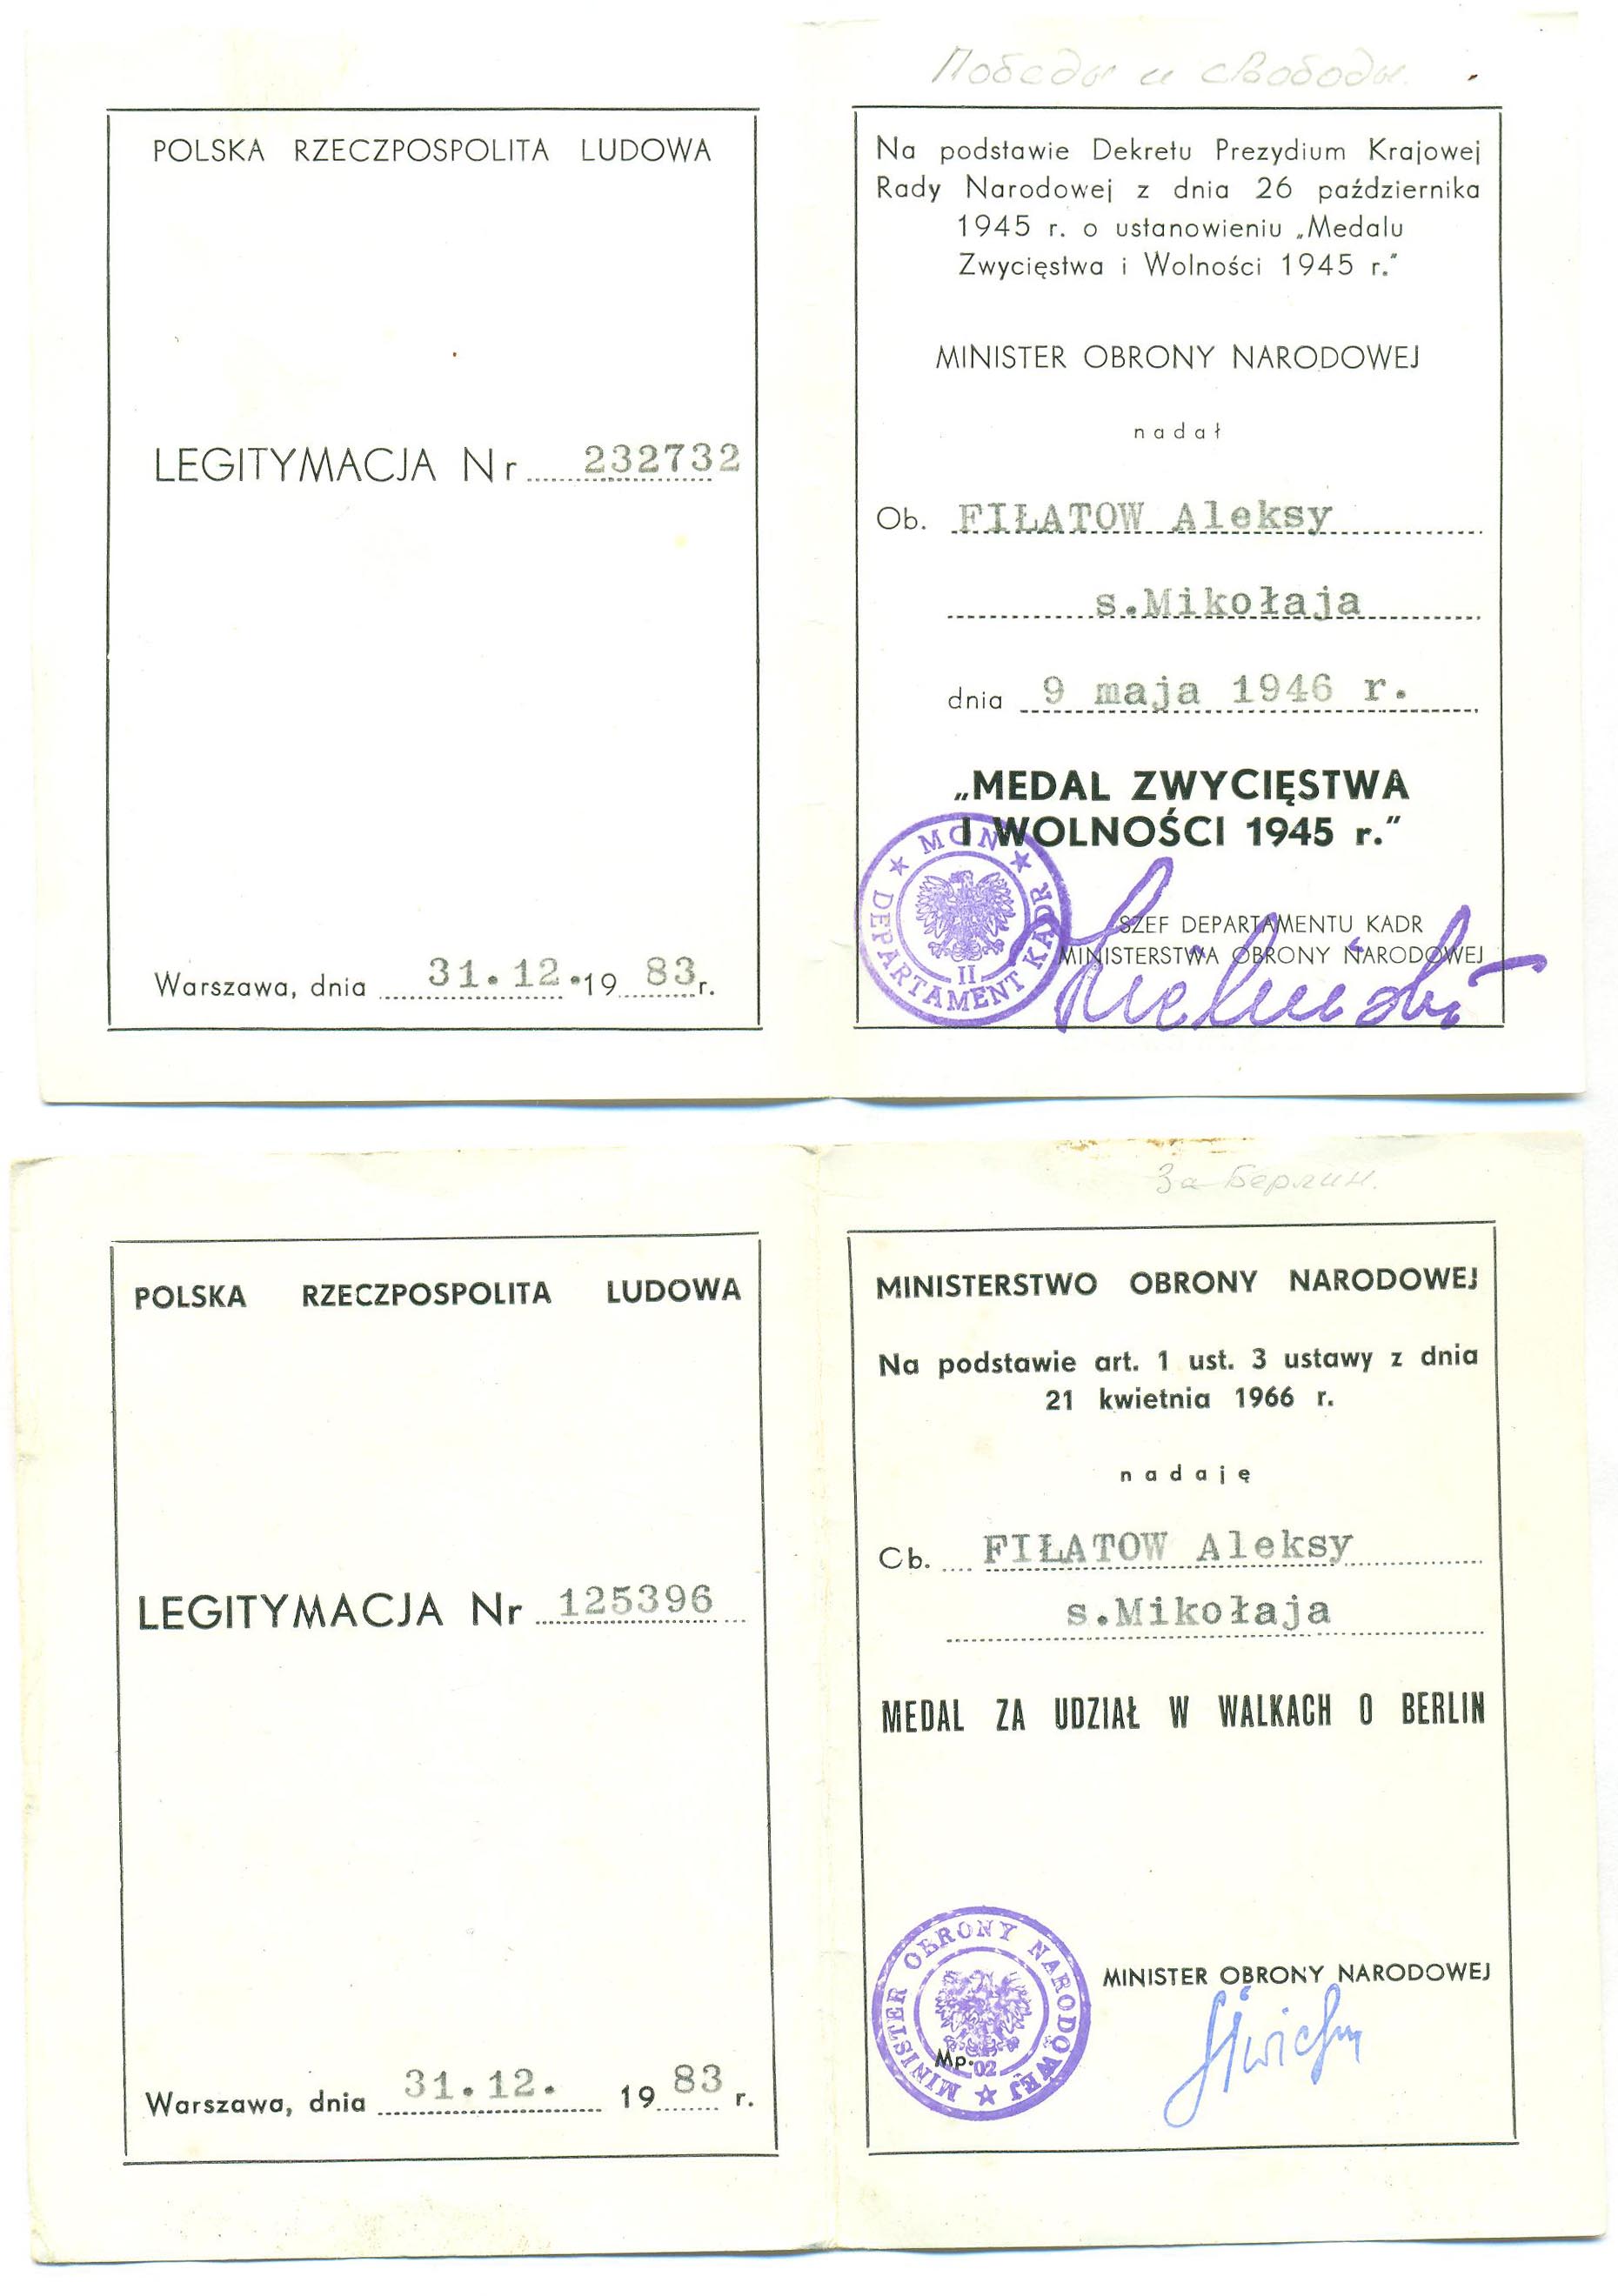 POLSKA RZECZPOSPOLITA LUDOWA
LEGITYMACJA Nr 232732
Warszawa, dnia 31.12.19 83 r.
Победы и свободы.
Na podstawie Dekretu Prezydium Krajowej
Rady Narodowej z dnia 26 października
1945 r. o ustanowieniu „Medalu
Zwycięstwa i Wolności 1945 r.”
MINISTER OBRONY NARODOWEJ
nadał
Ob. FIŁATOW Aleksy
s.Mikołaja
dnia 9 maja 1946 r.
„MEDAL ZWYCIĘSTWA
I WOLNOŚCI 1945 r.”
MON
DEPARTAMENT KADR
II
SZEF DEPARTAMENTU KADR
MINISTERSTWA OBRONY NARODOWEJ
POLSKA RZECZPOSPOLITA LUDOWA
LEGITYMACJA Nr 125396
Warszawa, dnia 31.12. 19 83 r.
За Берлин.
MINISTERSTWO OBRONY NARODOWEJ
Na podstawie art. 1 ust. 3 ustawy z dnia
21 kwietnia 1966 r.
nadaję
Cb. FIŁATOW Aleksy
s.Mikołaja
MEDAL ZA UDZIAŁ W WALKACH O BERLIN
MINISTER OBRONY NARODOWEJ
Mp. 02
MINISTER OBRONY NARODOWEJ